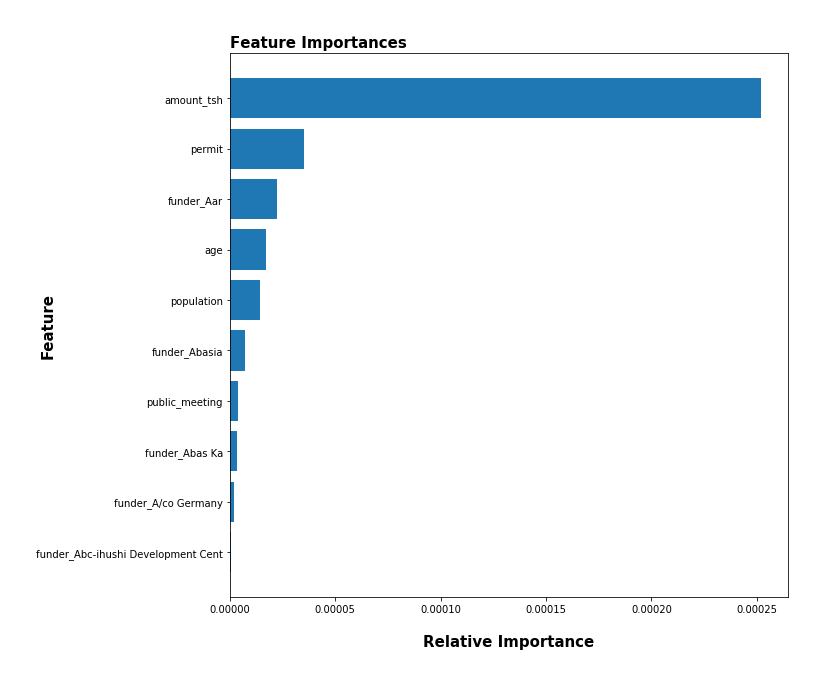 Feature Importances
amount_tsh
permit
funder_Aar
age
population
funder_Abasia
public_meeting
funder_Abas Ka
funder_A/co Germany
funder_Abc-ihushi Development Cent
Feature
0.00000 0.00005 0.00010 0.00015 0.00020 0.00025
Relative Importance